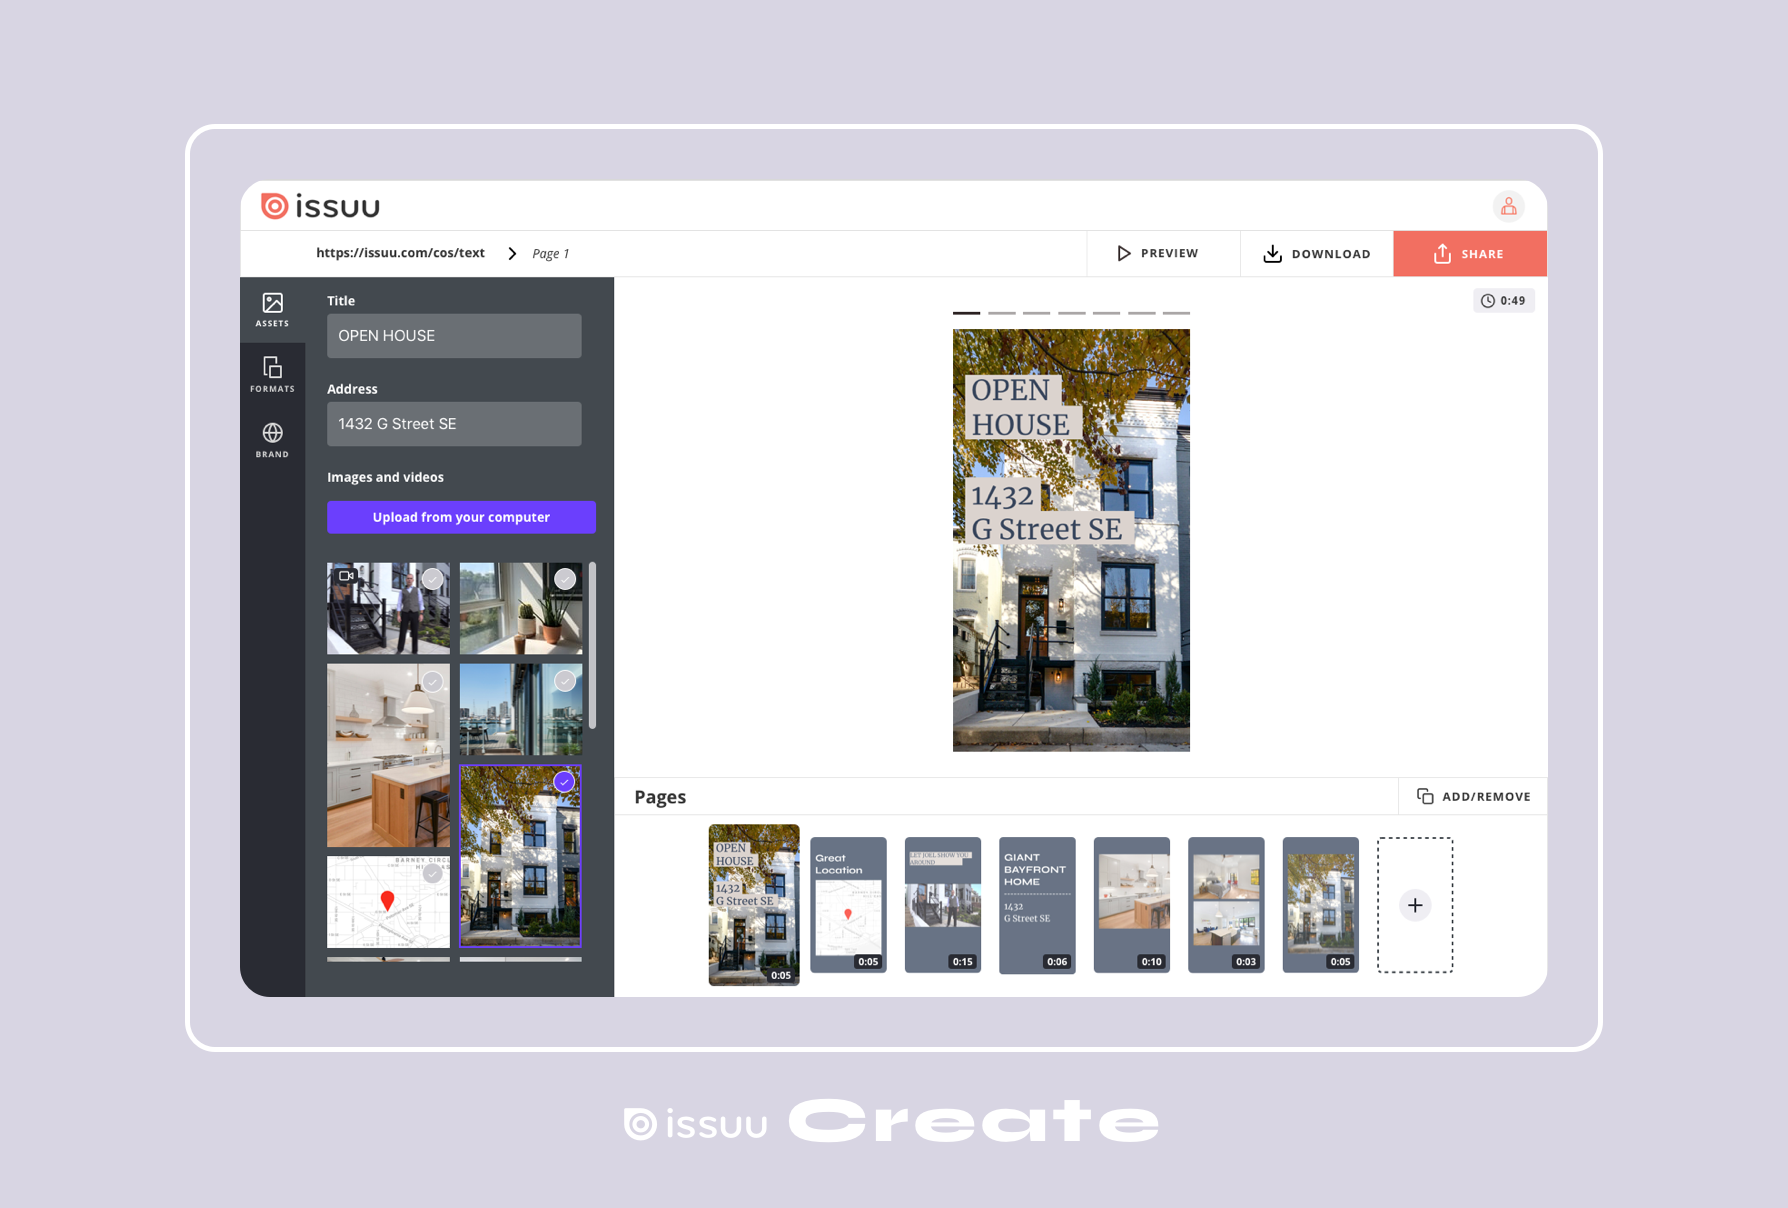 issuu
https://issuu.com/cos/text
Page 1
PREVIEW
DOWNLOAD
SHARE
ASSETS
FORMATS
BRAND
Title
OPEN HOUSE
Address
1432 G Street SE
Images and videos
Upload from your computer
BARNEY CIRCL
0:49
OPEN
HOUSE
1432
G Street SE
Pages
ADD/REMOVE
OPEN
HOUSE
1432
G Street SE
0:05
Great
Location
0:05
LET JOEL SHOW YOU
AROUND
0:15
GIANT
BAYFRONT
HOME
1432
G Street SE
0:06
0:10
0:03
0:05
issuu Create